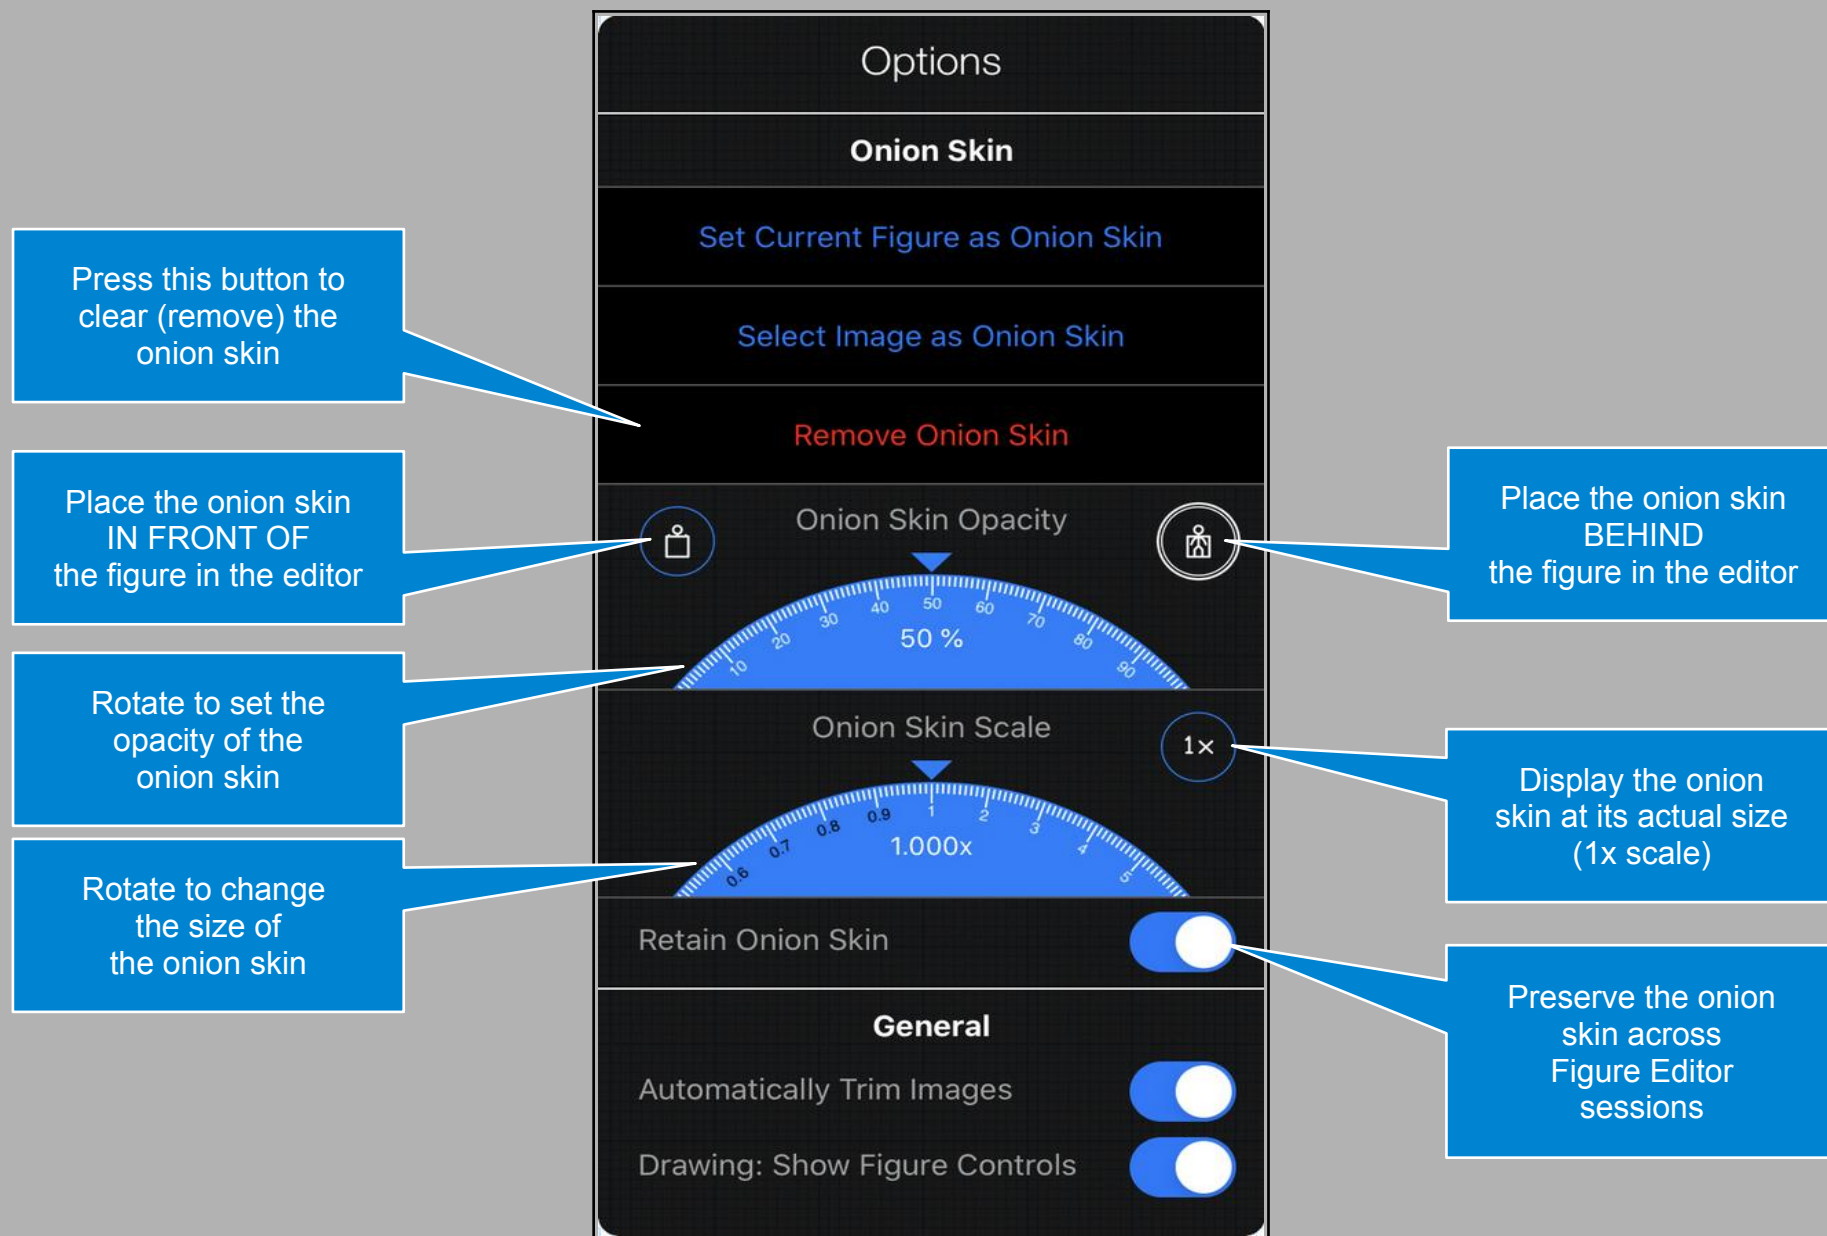 Options
Onion Skin
Set Current Figure as Onion Skin
Press this button to
clear (remove) the
onion skin
Select Image as Onion Skin
Remove Onion Skin
Place the onion skin
IN FRONT OF
the figure in the editor
Onion Skin Opacity
Place the onion skin
BEHIND
the figure in the editor
10 20 30 40 50 60 70 80 90
50 %
Rotate to set the
opacity of the
onion skin
Onion Skin Scale
1x
Display the onion
skin at its actual size
(1x scale)
0.6 0.7 0.8 0.9 1 2 3 4 5
1.000x
Rotate to change
the size of
the onion skin
Retain Onion Skin
Preserve the onion
skin across
Figure Editor
sessions
General
Automatically Trim Images
Drawing: Show Figure Controls